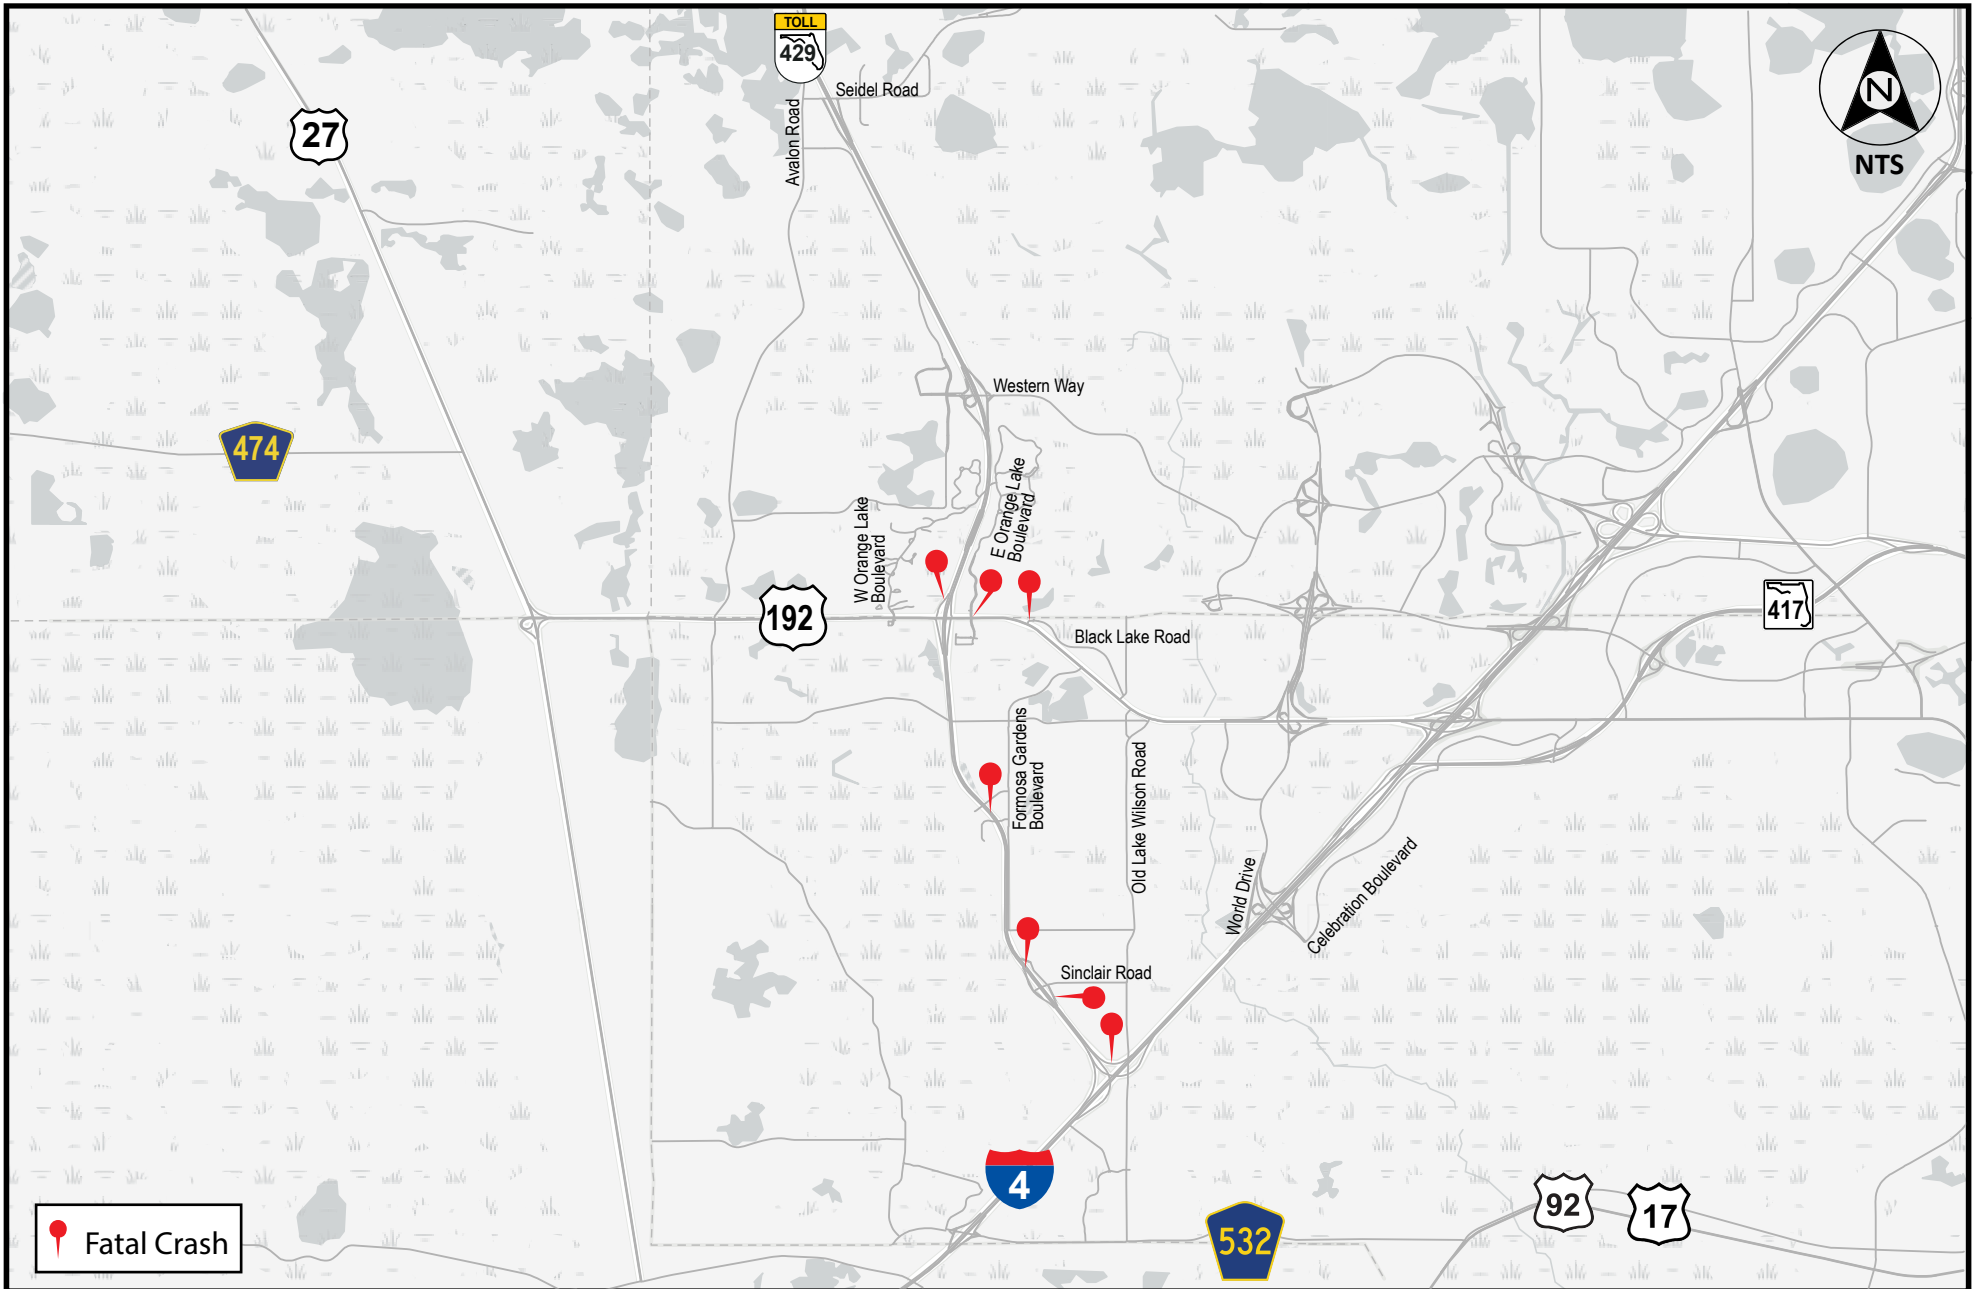 TOLL
429
Seidel Road
Avalon Road
27
N
NTS
Western Way
474
E Orange Lake
Boulevard
W Orange Lake
Boulevard
192
417
Black Lake Road
Formosa Gardens
Boulevard
Old Lake Wilson Road
World Drive
Celebration Boulevard
Sinclair Road
4
92
17
532
Fatal Crash